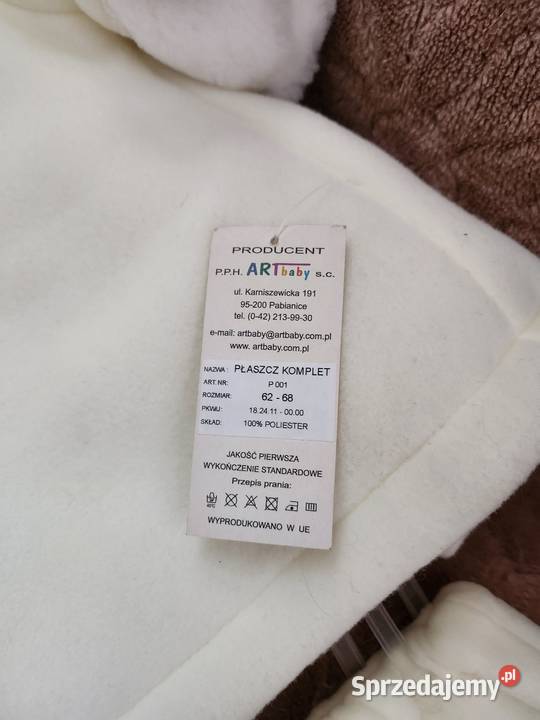 PRODUCENT
P.P.H. ARTbaby s.c.
ul. Karniszewicka 191
95-200 Pabianice
tel. (0-42) 213-99-30
e-mail: artbaby@artbaby.com.pl
www. artbaby.com.pl
NAZWA: PŁASZCZ KOMPLET
ART.NR: P 001
ROZMIAR: 62 - 68
PKWU: 18.24.11 - 00.00
SKŁAD: 100% POLIESTER
JAKOŚĆ PIERWSZA
WYKOŃCZENIE STANDARDOWE
Przepis prania:
40°C
WYPRODUKOWANO W UE
Sprzedajemy.pl